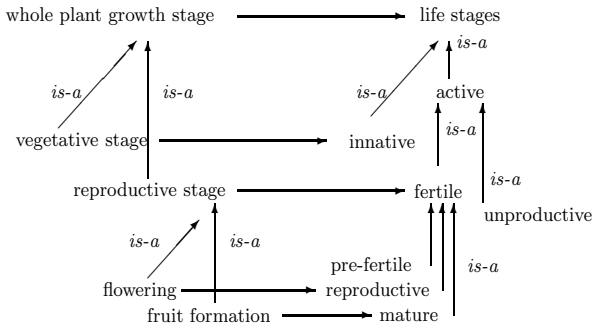 whole plant growth stage life stages
is-a
is-a is-a is-a active
is-a
vegetative stage innative
is-a
reproductive stage fertile
unproductive
is-a is-a
pre-fertile is-a
flowering reproductive
fruit formation mature